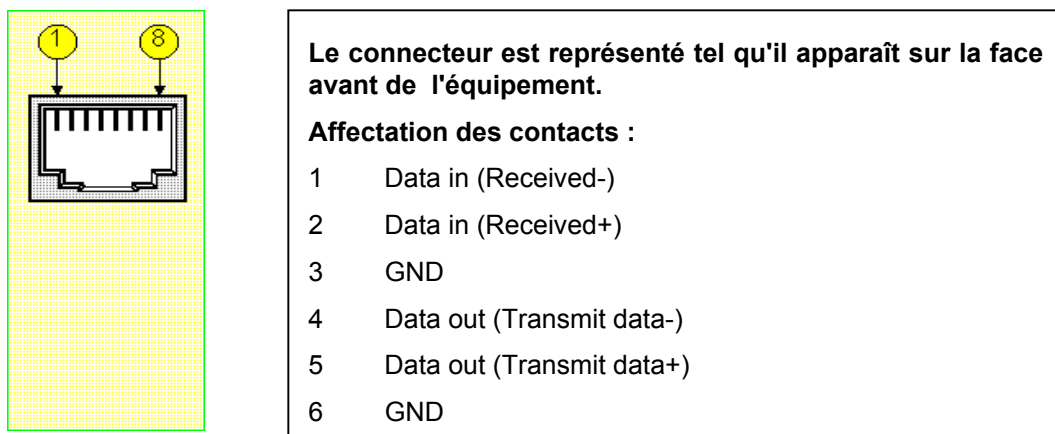 1 8
Le connecteur est représenté tel qu'il apparaît sur la face
avant de l'équipement.
Affectation des contacts :
1 Data in (Received-)
2 Data in (Received+)
3 GND
4 Data out (Transmit data-)
5 Data out (Transmit data+)
6 GND